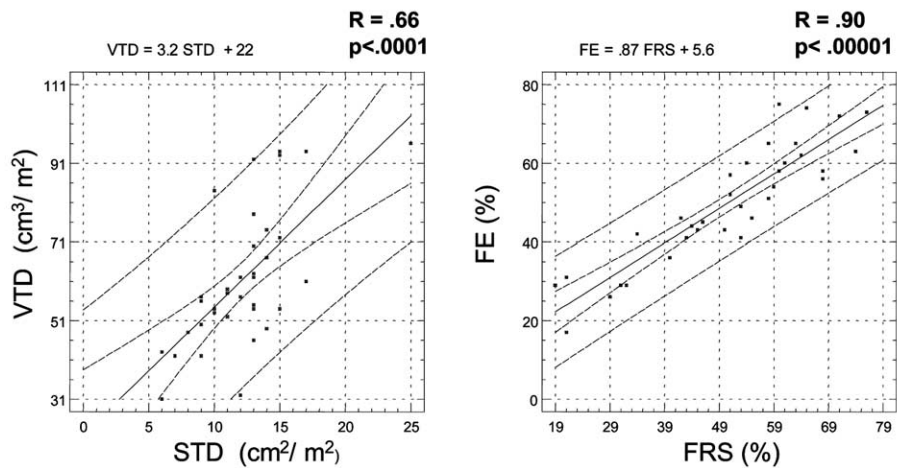 R = .66
p<.0001
VTD = 3.2 STD + 22
111
91
71
51
31
VTD (cm³/ m²)
0 5 10 15 20 25
STD (cm²/ m²)
R = .90
p< .00001
FE = .87 FRS + 5.6
80
60
40
20
0
FE (%)
19 29 39 49 59 69 79
FRS (%)